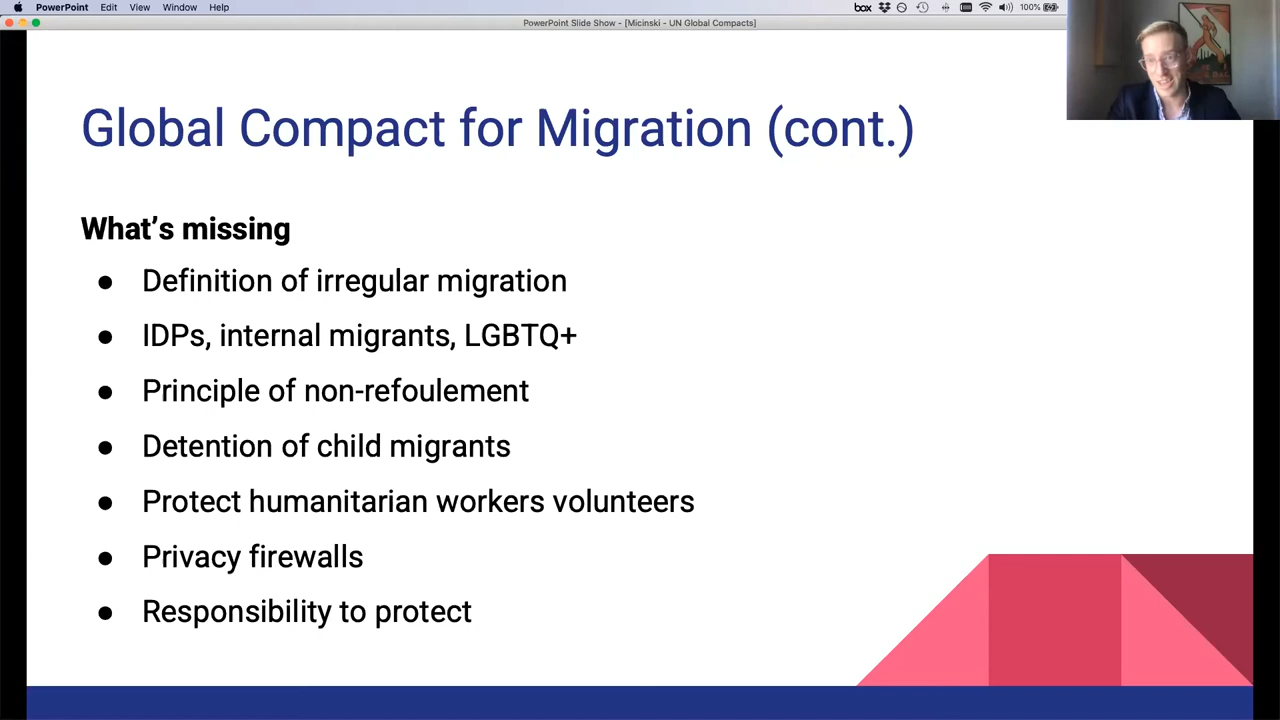 PowerPoint Edit View Window Help box 100%
PowerPoint Slide Show - [Micinski - UN Global Compacts]
Global Compact for Migration (cont.)
What's missing
● Definition of irregular migration
● IDPs, internal migrants, LGBTQ+
● Principle of non-refoulement
● Detention of child migrants
● Protect humanitarian workers volunteers
● Privacy firewalls
● Responsibility to protect